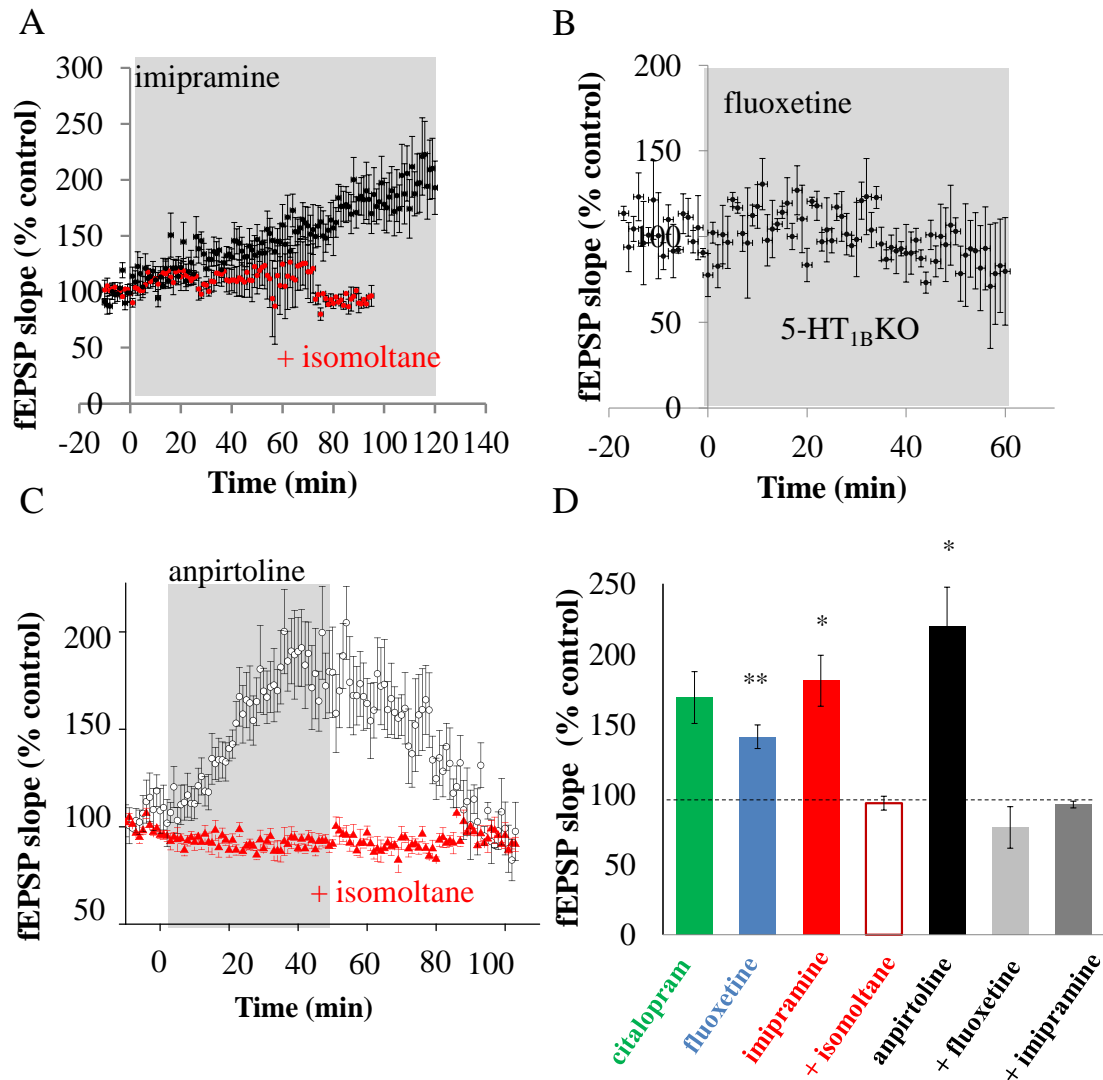 A
fEPSP slope (% control)
300
250
200
150
100
50
0
imipramine
+ isomoltane
-20 0 20 40 60 80 100 120 140
Time (min)
B
fEPSP slope (% control)
200
150
100
50
0
fluoxetine
5-HT1BKO
-20 0 20 40 60
Time (min)
C
fEPSP slope (% control)
anpirtoline
200
150
100
50
+ isomoltane
0 20 40 60 80 100
Time (min)
D
fEPSP slope (% control)
250
200
150
100
50
0
**
*
*
citalopram
fluoxetine
imipramine
+ isomoltane
anpirtoline
+ fluoxetine
+ imipramine